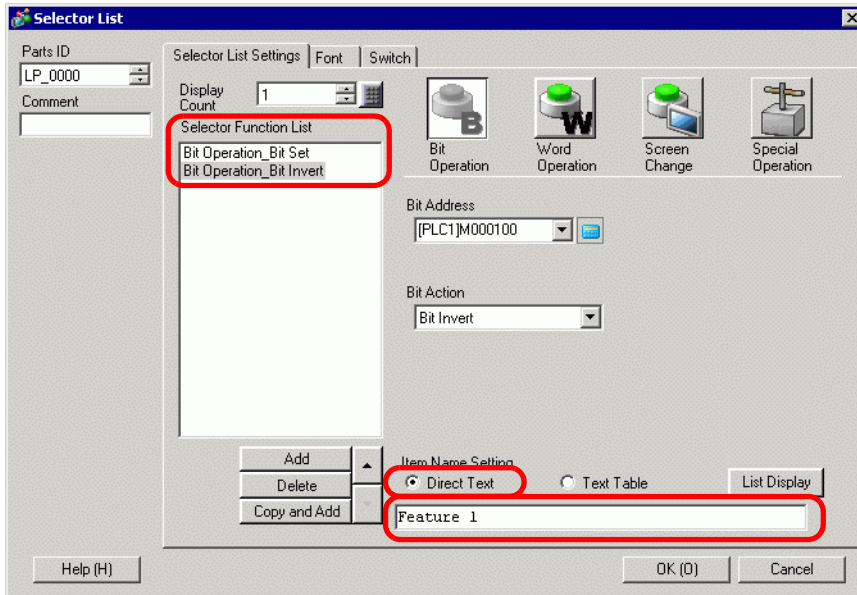 Selector List
Parts ID
LP_0000
Comment
Selector List Settings
Font
Switch
Display
Count
1
Selector Function List
Bit Operation_Bit Set
Bit Operation_Bit Invert
Add
Delete
Copy and Add
B
Bit
Operation
W
Word
Operation
Screen
Change
Special
Operation
Bit Address
[PLC1]M000100
Bit Action
Bit Invert
Item Name Setting
Direct Text
Text Table
List Display
Feature 1
Help (H)
OK (O)
Cancel